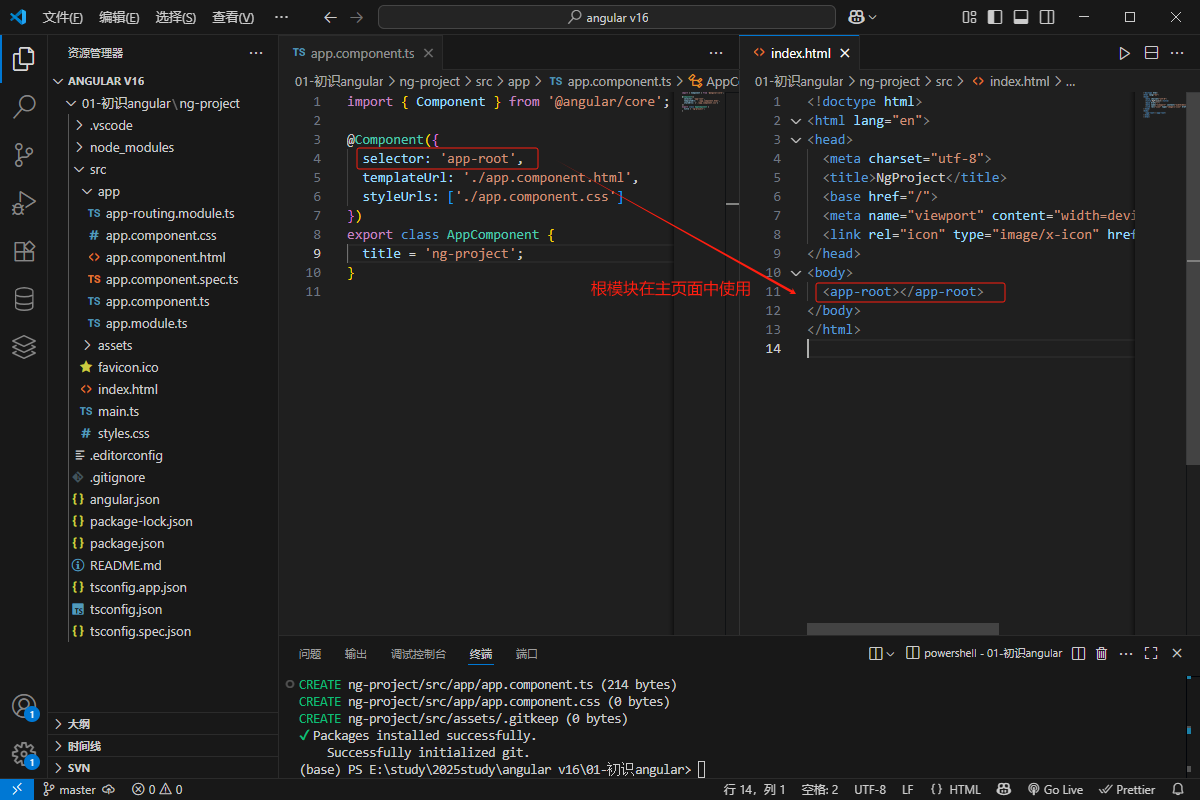 文件(F) 编辑(E) 选择(S) 查看(V) ··· angular v16
资源管理器 ···
ANGULAR V16
01-初识angular\ng-project
.vscode
node_modules
src
app
TS app-routing.module.ts
# app.component.css
<> app.component.html
TS app.component.spec.ts
TS app.component.ts
TS app.module.ts
assets
favicon.ico
<> index.html
TS main.ts
# styles.css
.editorconfig
.gitignore
{} angular.json
{} package-lock.json
{} package.json
README.md
{} tsconfig.app.json
TS tsconfig.json
{} tsconfig.spec.json
大纲
时间线
SVN
TS app.component.ts
01-初识angular > ng-project > src > app > TS app.component.ts > AppC
1 import { Component } from '@angular/core';
2
3 @Component({
4 selector: 'app-root',
5 templateUrl: './app.component.html',
6 styleUrls: ['./app.component.css']
7 })
8 export class AppComponent {
9 title = 'ng-project';
10 }
11
根模块在主页面中使用
<> index.html
01-初识angular > ng-project > src > <> index.html > ...
1 <!doctype html>
2 <html lang="en">
3 <head>
4 <meta charset="utf-8">
5 <title>NgProject</title>
6 <base href="/">
7 <meta name="viewport" content="width=devi
8 <link rel="icon" type="image/x-icon" href
9 </head>
10 <body>
11 <app-root></app-root>
12 </body>
13 </html>
14
问题 输出 调试控制台 终端 端口 powershell - 01-初识angular
CREATE ng-project/src/app/app.component.ts (214 bytes)
CREATE ng-project/src/app/app.component.css (0 bytes)
CREATE ng-project/src/assets/.gitkeep (0 bytes)
✓ Packages installed successfully.
Successfully initialized git.
(base) PS E:\study\2025study\angular v16\01-初识angular>
1
1
master 0 0 行 14，列 1 空格: 2 UTF-8 LF {} HTML Go Live Prettier